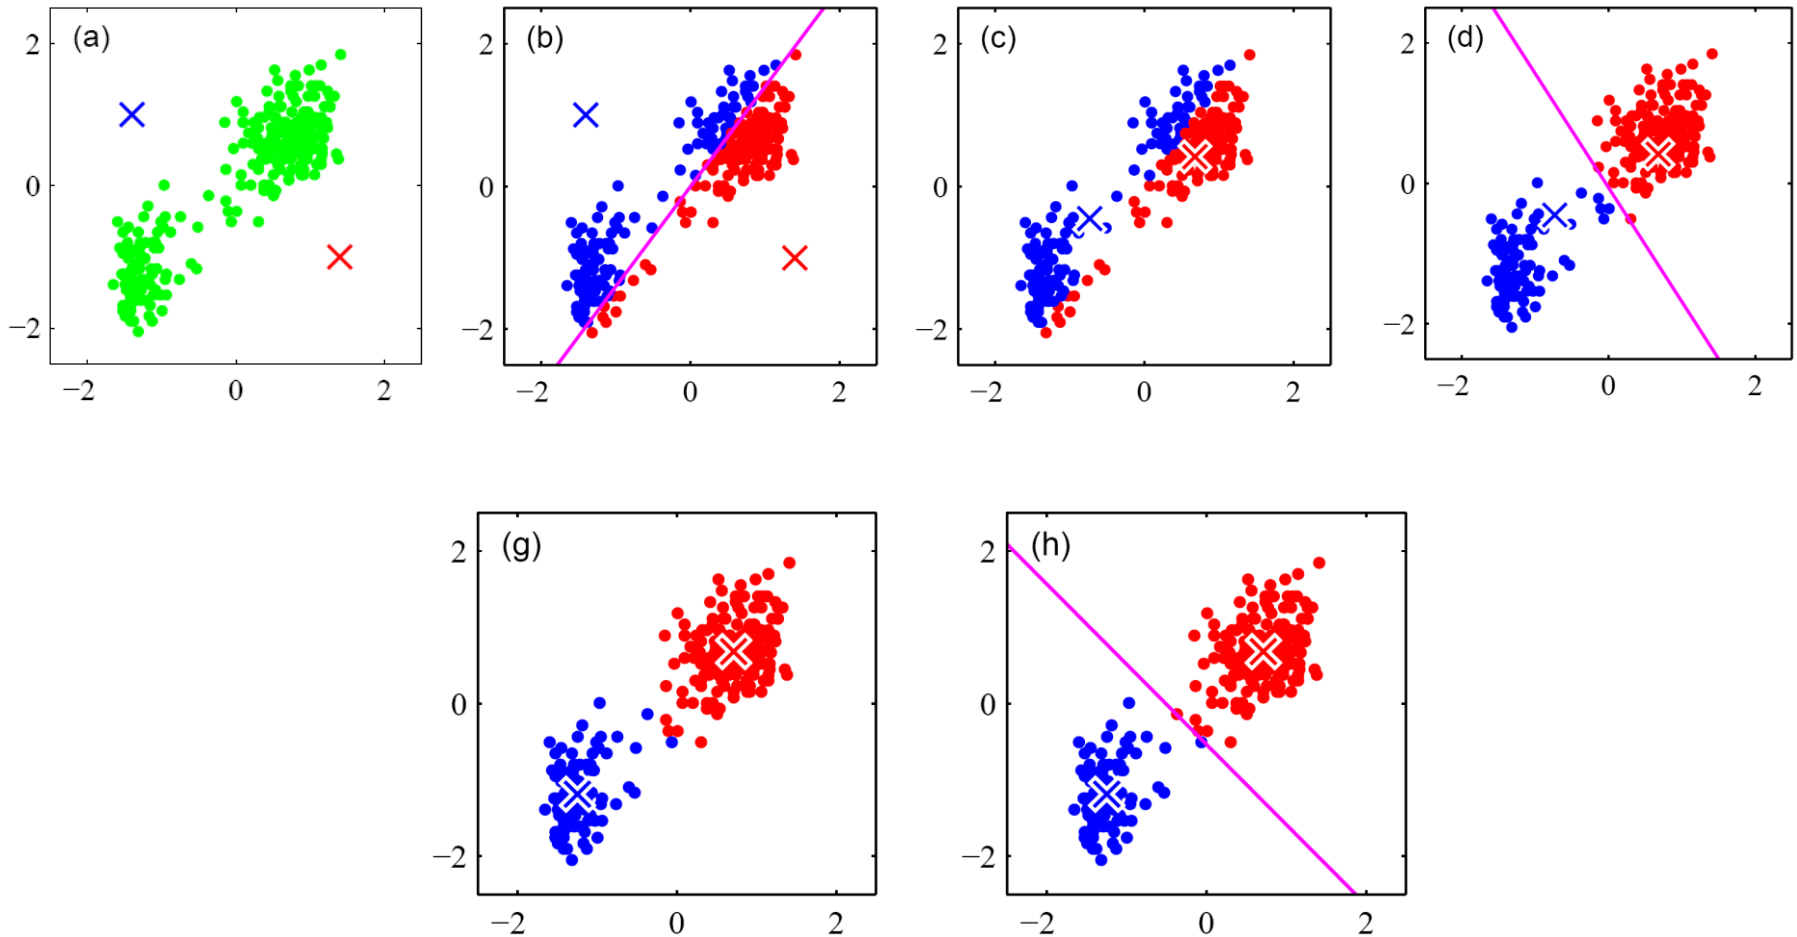 (a) (b) (c) (d)
2 2 2 2
0 0 0 0
−2 −2 −2 −2
−2 0 2 −2 0 2 −2 0 2 −2 0 2
(g) (h)
2 2
0 0
−2 −2
−2 0 2 −2 0 2